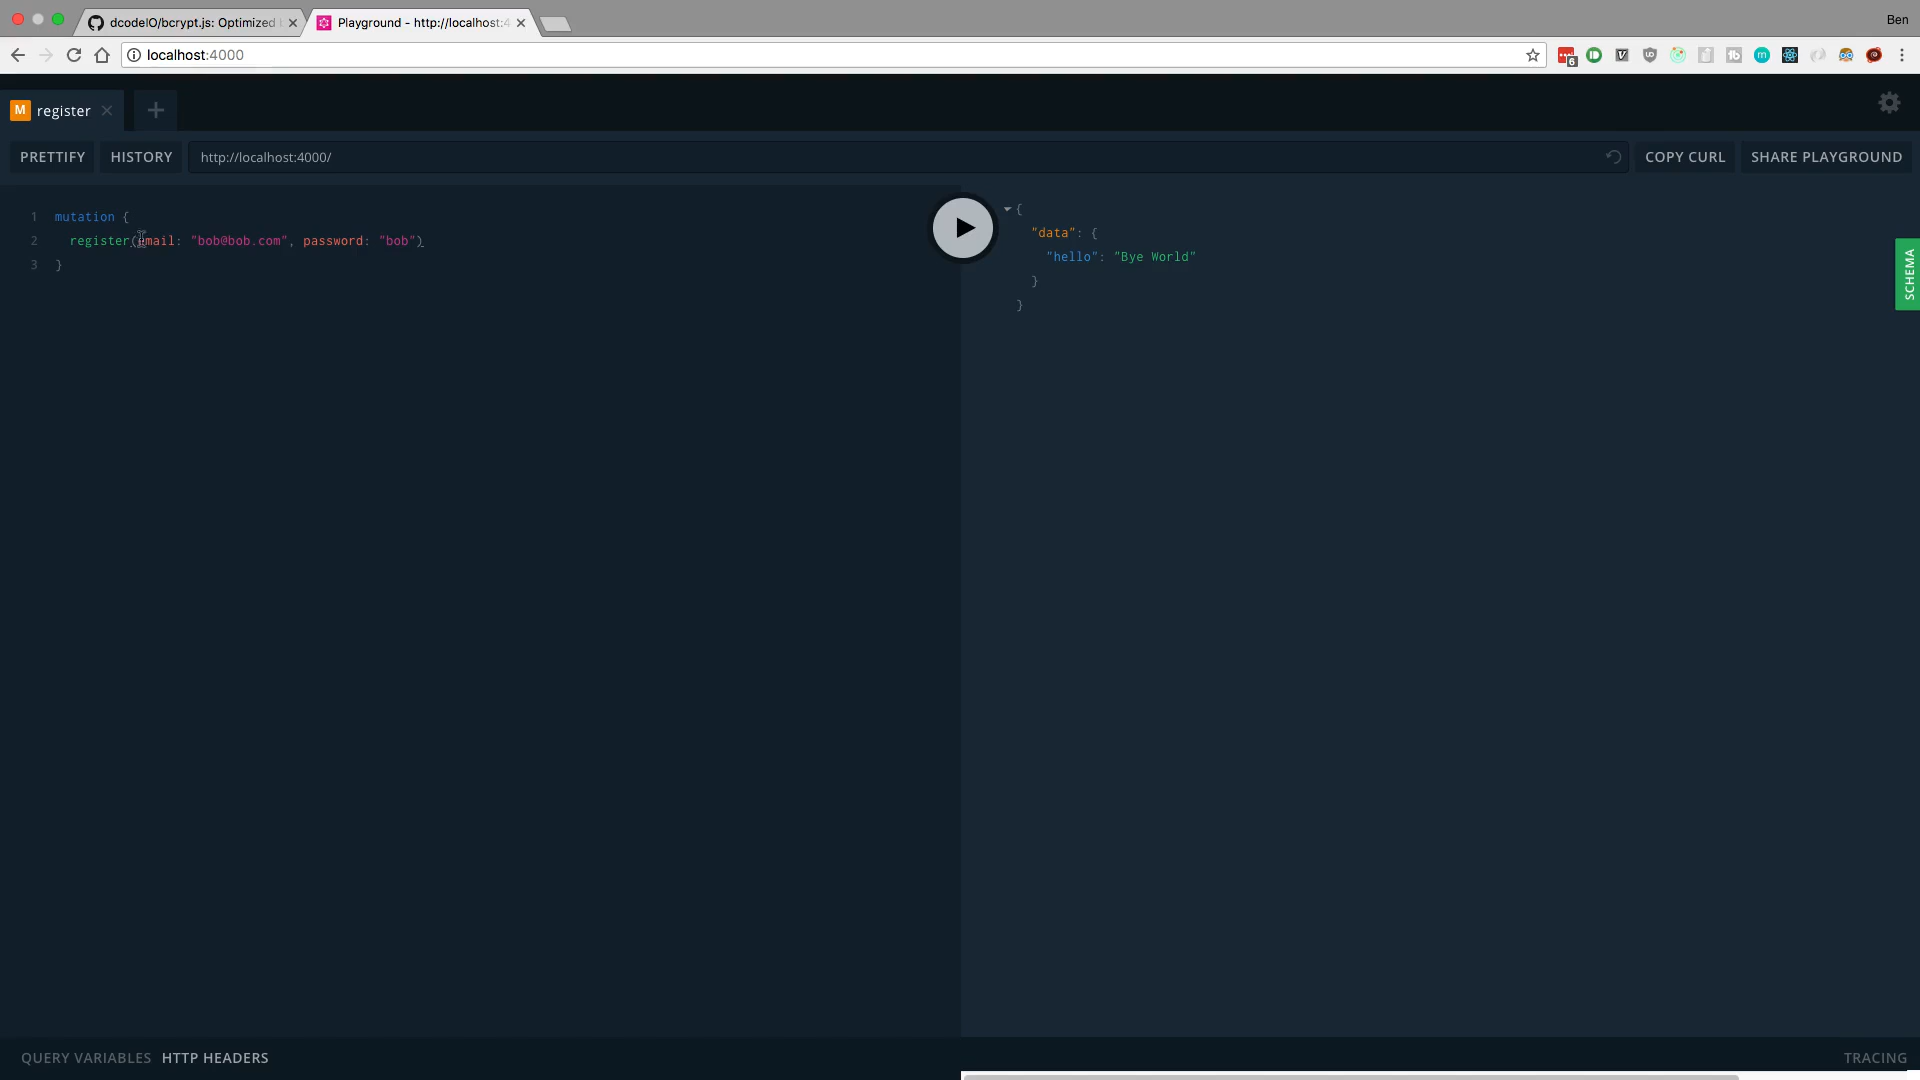 dcodeIO/bcrypt.js: Optimized
Playground - http://localhost:4
Ben
localhost:4000
6
M register
PRETTIFY
HISTORY
http://localhost:4000/
COPY CURL
SHARE PLAYGROUND
1 mutation {
2 register(email: "bob@bob.com", password: "bob")
3 }
{
"data": {
"hello": "Bye World"
}
}
SCHEMA
QUERY VARIABLES
HTTP HEADERS
TRACING